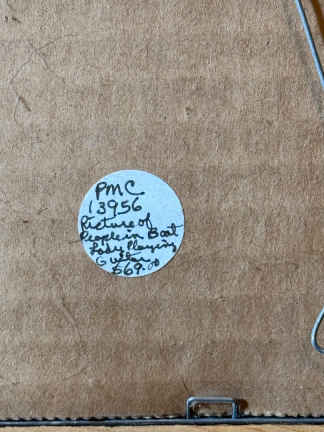 PMC
13956
Picture of
People in Boat
Lady Playing
Guitar
$69.00